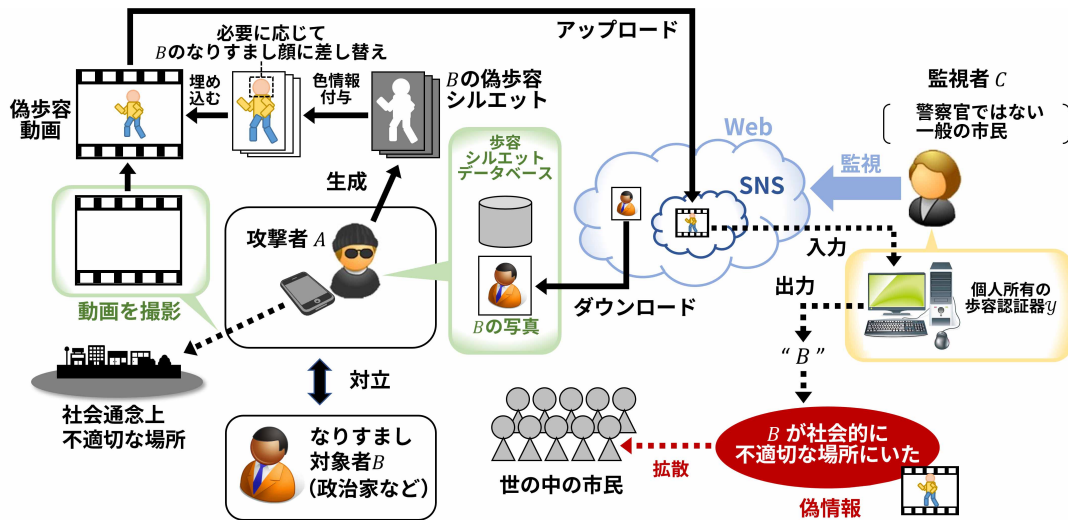 アップロード
必要に応じて
Bのなりすまし顔に差し替え
偽歩容
動画
埋め
込む
色情報
付与
Bの偽歩容
シルエット
監視者 C
警察官ではない
一般の市民
Web
SNS
監視
歩容
シルエット
データベース
生成
攻撃者 A
Bの写真
ダウンロード
入力
出力
個人所有の
歩容認証器𝒴
“B”
動画を撮影
社会通念上
不適切な場所
対立
なりすまし
対象者B
（政治家など）
世の中の市民
拡散
B が社会的に
不適切な場所にいた
偽情報